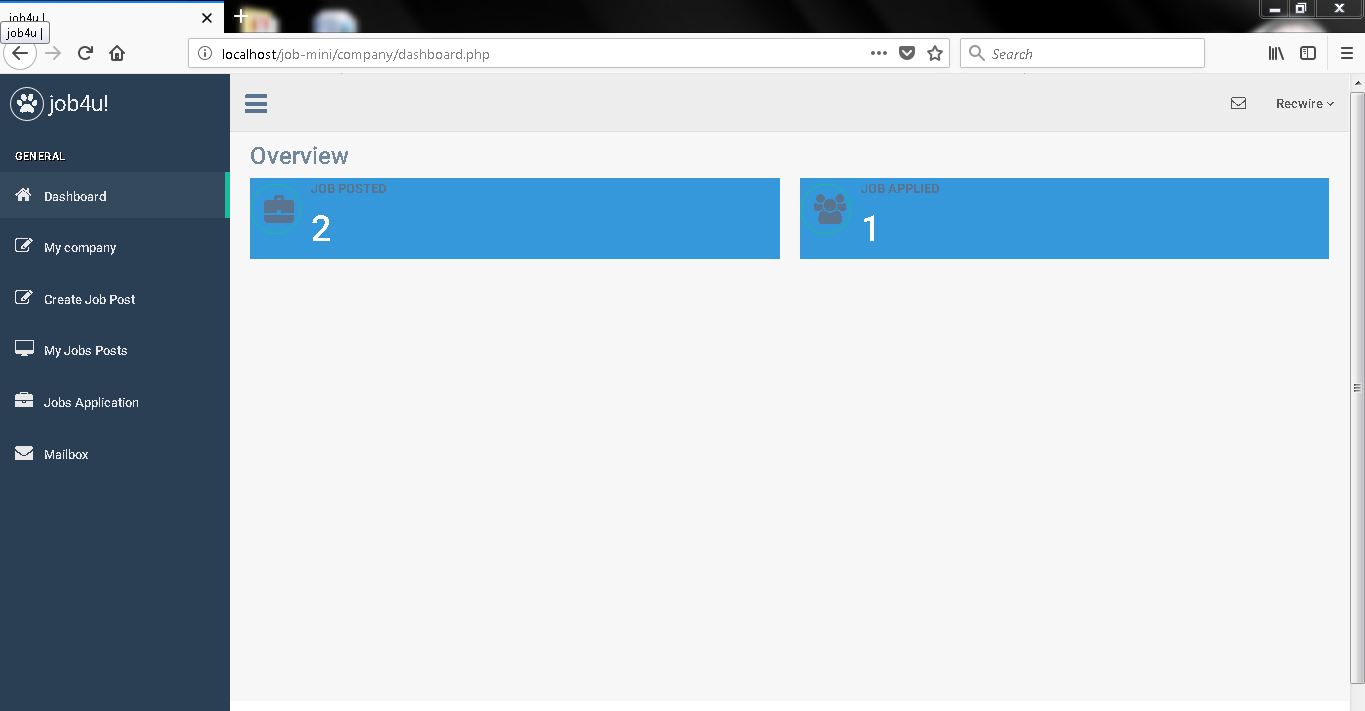 job4u |
job4u |
localhost/job-mini/company/dashboard.php
Search
job4u!
Recwire
GENERAL
Overview
Dashboard
My company
Create Job Post
My Jobs Posts
Jobs Application
Mailbox
JOB POSTED
2
JOB APPLIED
1